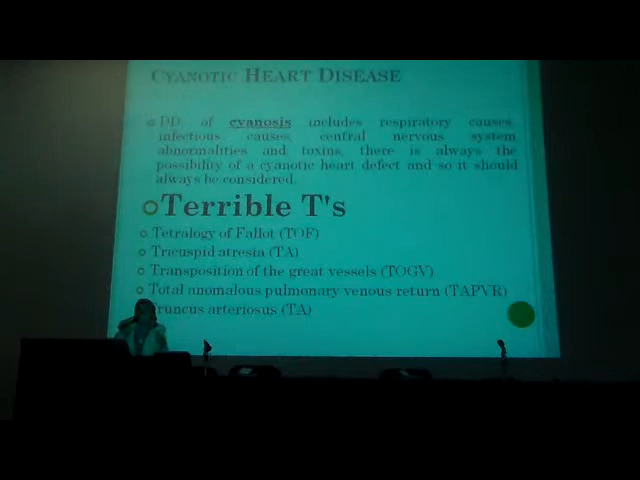 CYANOTIC HEART DISEASE
DD. of cyanosis includes respiratory causes,
infectious causes, central nervous system
abnormalities and toxins, there is always the
possibility of a cyanotic heart defect and so it should
always be considered.
Terrible T's
Tetralogy of Fallot (TOF)
Tricuspid atresia (TA)
Transposition of the great vessels (TOGV)
Total anomalous pulmonary venous return (TAPVR)
Truncus arteriosus (TA)